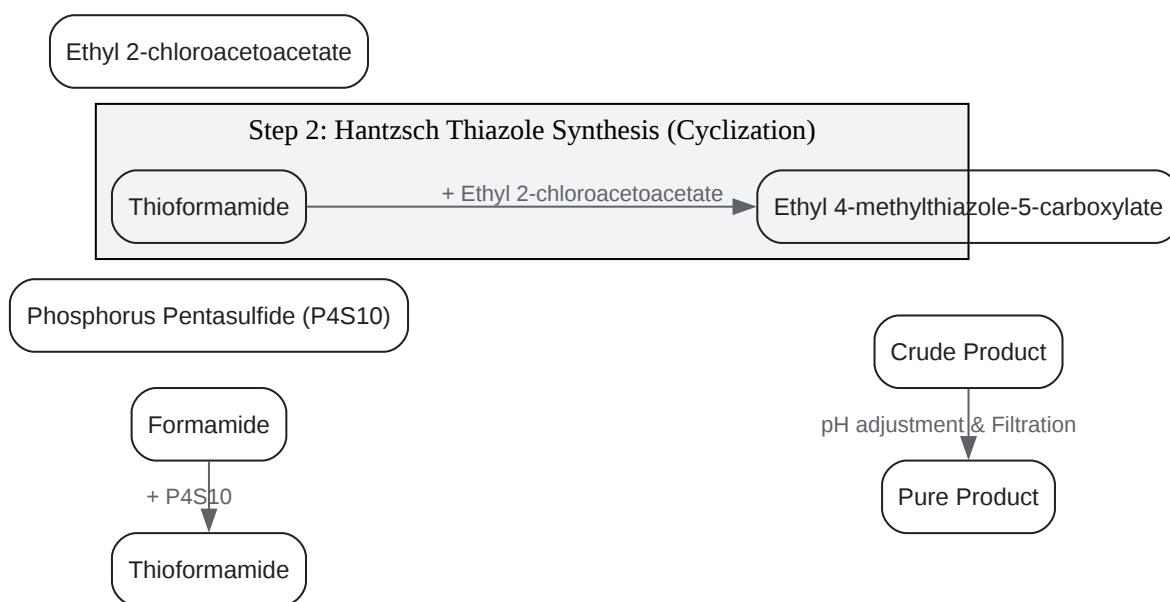 Ethyl 2-chloroacetoacetate
Step 2: Hantzsch Thiazole Synthesis (Cyclization)
Thioformamide
+ Ethyl 2-chloroacetoacetate
Ethyl 4-methylthiazole-5-carboxylate
Phosphorus Pentasulfide (P4S10)
Crude Product
Formamide
pH adjustment & Filtration
+ P4S10
Pure Product
Thioformamide